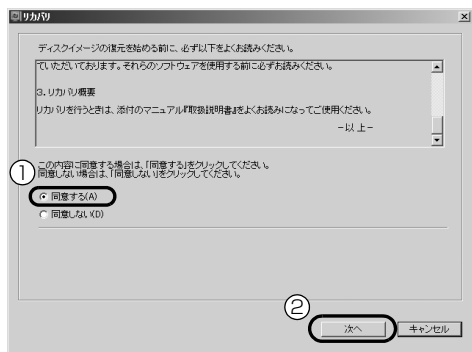 リカバリ
ディスクイメージの復元を始める前に、必ず以下をよくお読みください。
ていただいております。それらのソフトウェアを使用する前に必ずお読みください。
3. リカバリ概要
リカバリを行うときは、添付のマニュアル『取扱説明書』をよくお読みになってご使用ください。
－以 上－
この内容に同意する場合は、「同意する」をクリックしてください。
同意しない場合は、「同意しない」をクリックしてください。
①
同意する(A)
同意しない(D)
②
次へ
キャンセル